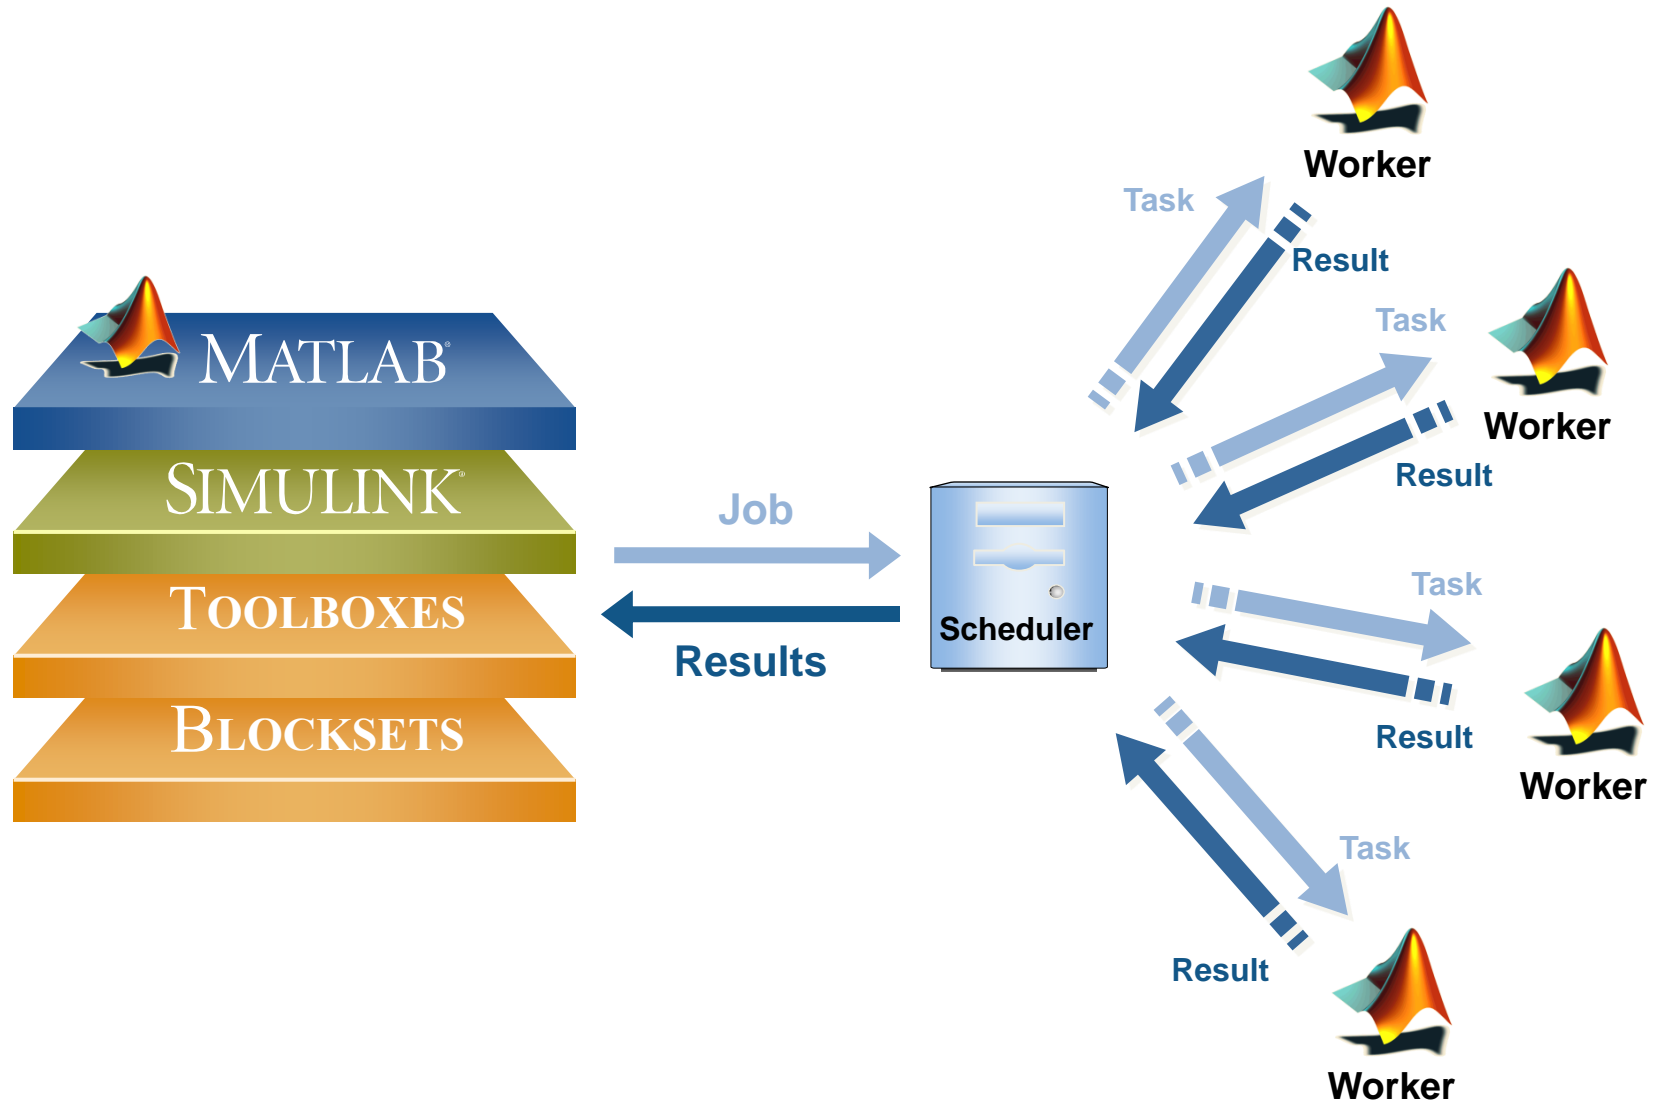 MATLAB®
SIMULINK®
TOOLBOXES
BLOCKSETS
Job
Results
Scheduler
Task
Result
Worker
Task
Result
Worker
Task
Result
Worker
Task
Result
Worker